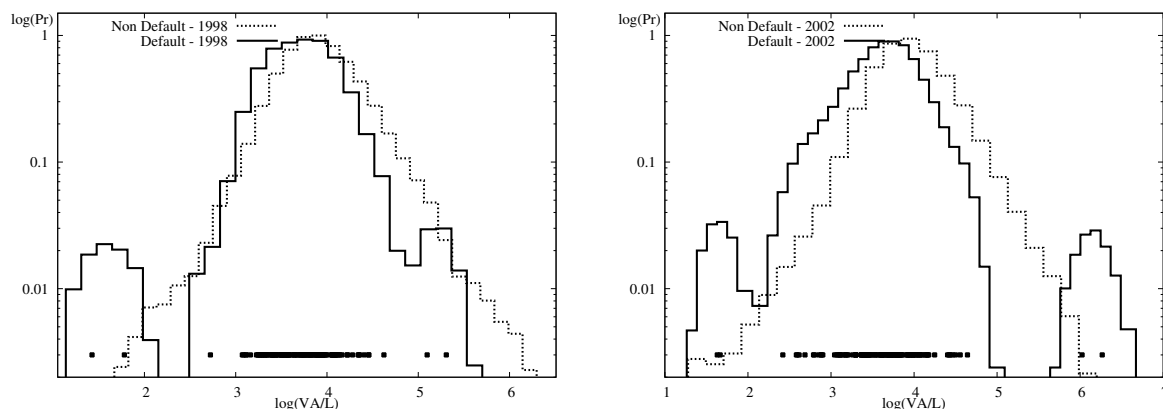 log(Pr)
Non Default - 1998
Default - 1998
1
0.1
0.01
2 3 4 5 6
log(VA/L)
log(Pr)
Non Default - 2002
Default - 2002
1
0.1
0.01
1 2 3 4 5 6 7
log(VA/L)